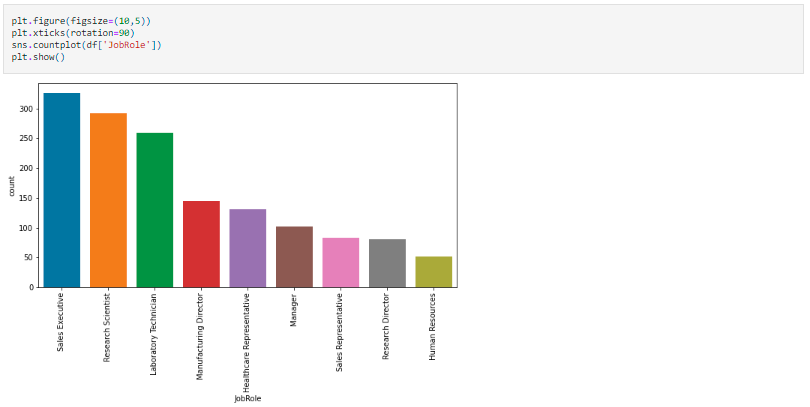 plt.figure(figsize=(10,5))
plt.xticks(rotation=90)
sns.countplot(df['JobRole'])
plt.show()
300
250
200
150
100
50
0
count
Sales Executive
Research Scientist
Laboratory Technician
Manufacturing Director
Healthcare Representative
Manager
Sales Representative
Research Director
Human Resources
JobRole